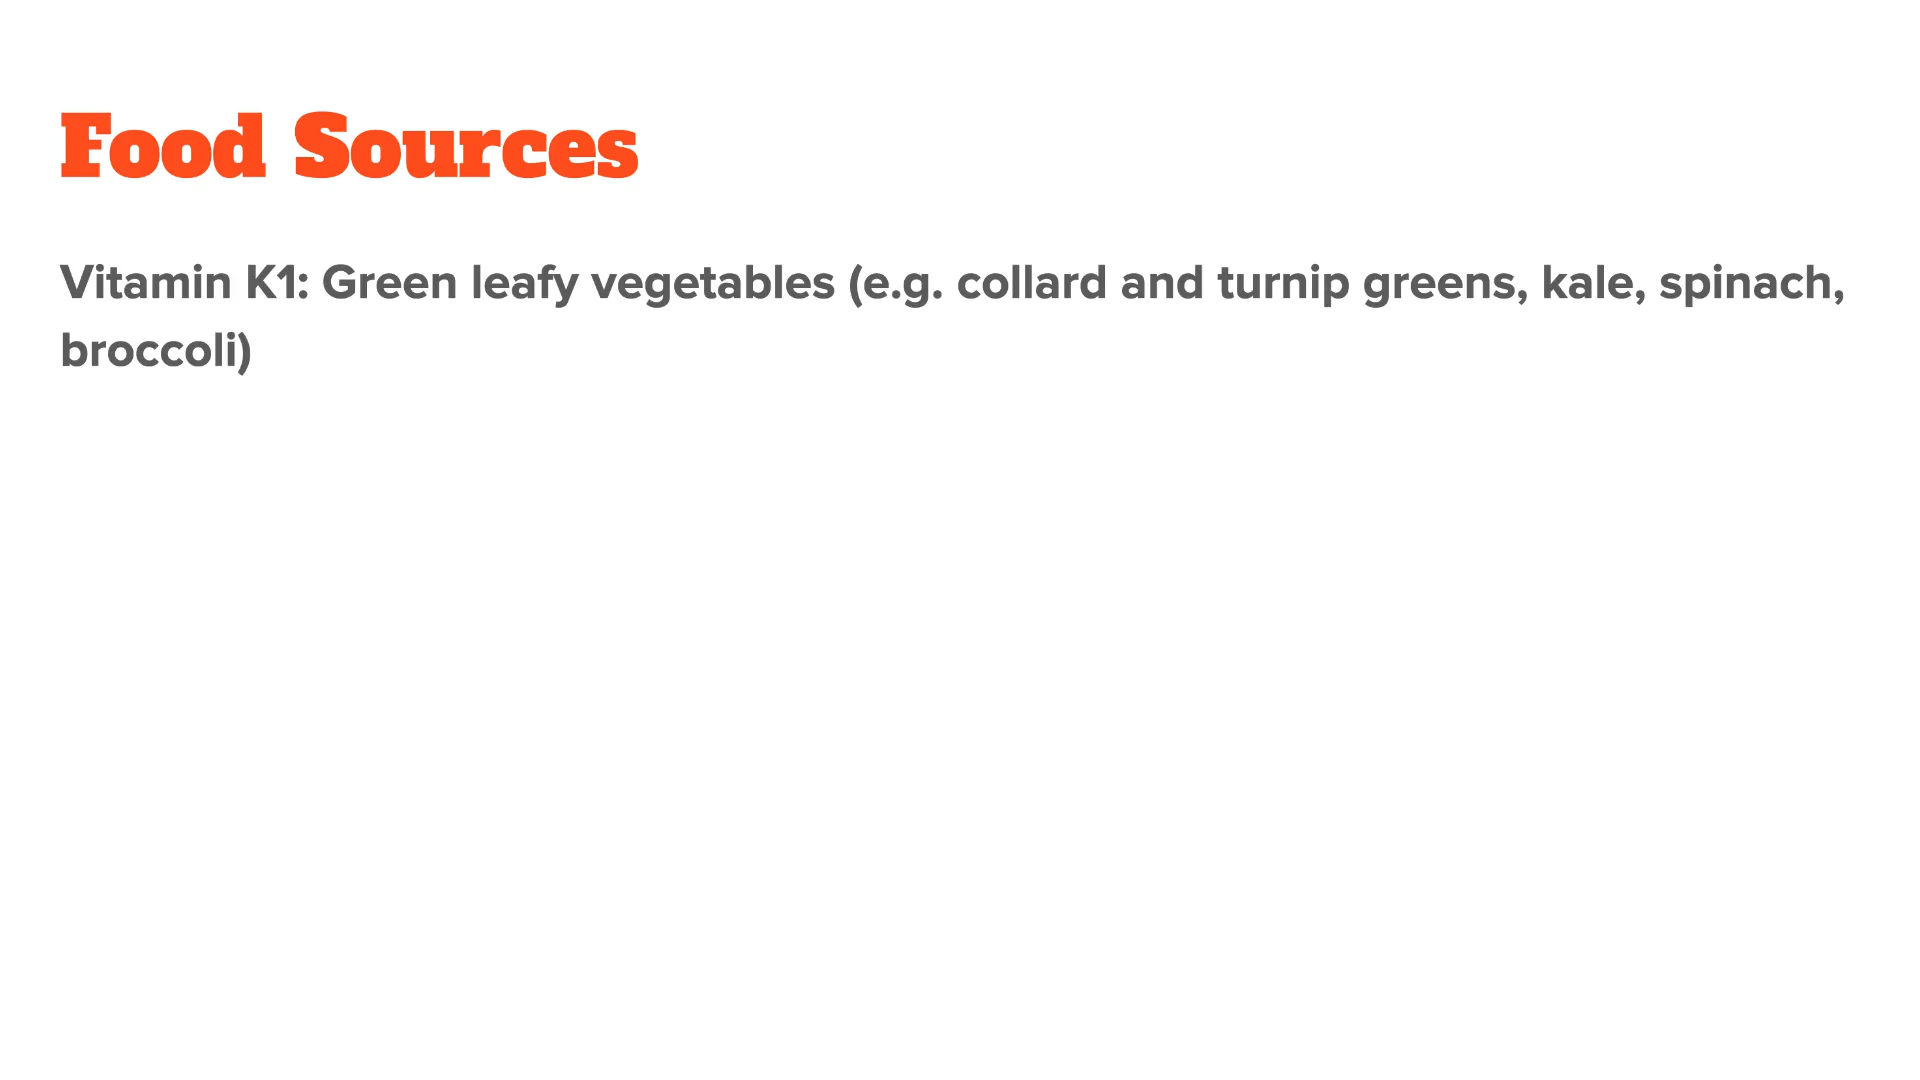 Food Sources
Vitamin K1: Green leafy vegetables (e.g. collard and turnip greens, kale, spinach,
broccoli)